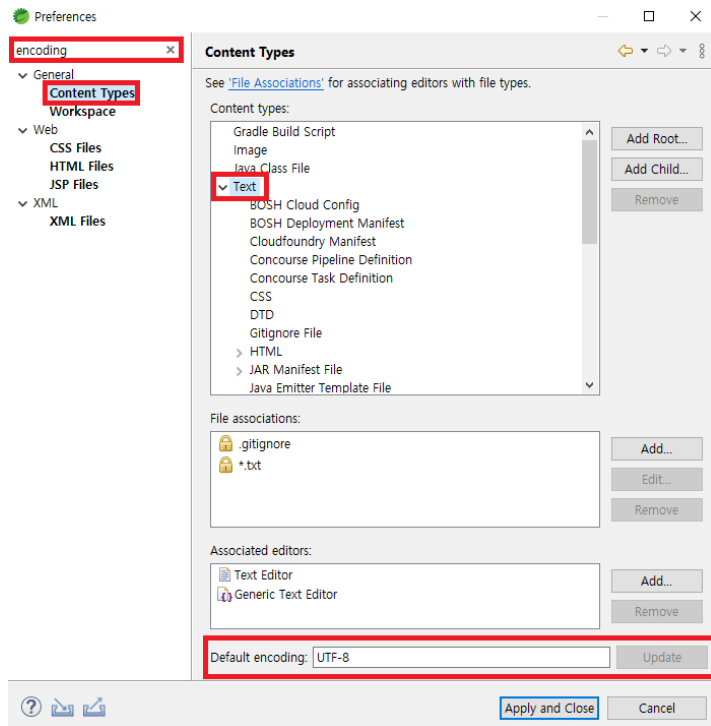 Preferences
encoding
General
Content Types
Workspace
Web
CSS Files
HTML Files
JSP Files
XML
XML Files
Content Types
See 'File Associations' for associating editors with file types.
Content types:
Gradle Build Script
Image
Java Class File
Text
BOSH Cloud Config
BOSH Deployment Manifest
Cloudfoundry Manifest
Concourse Pipeline Definition
Concourse Task Definition
CSS
DTD
Gitignore File
HTML
JAR Manifest File
Java Emitter Template File
Add Root...
Add Child...
Remove
File associations:
.gitignore
*.txt
Add...
Edit...
Remove
Associated editors:
Text Editor
Generic Text Editor
Add...
Remove
Default encoding: UTF-8 Update
Apply and Close Cancel